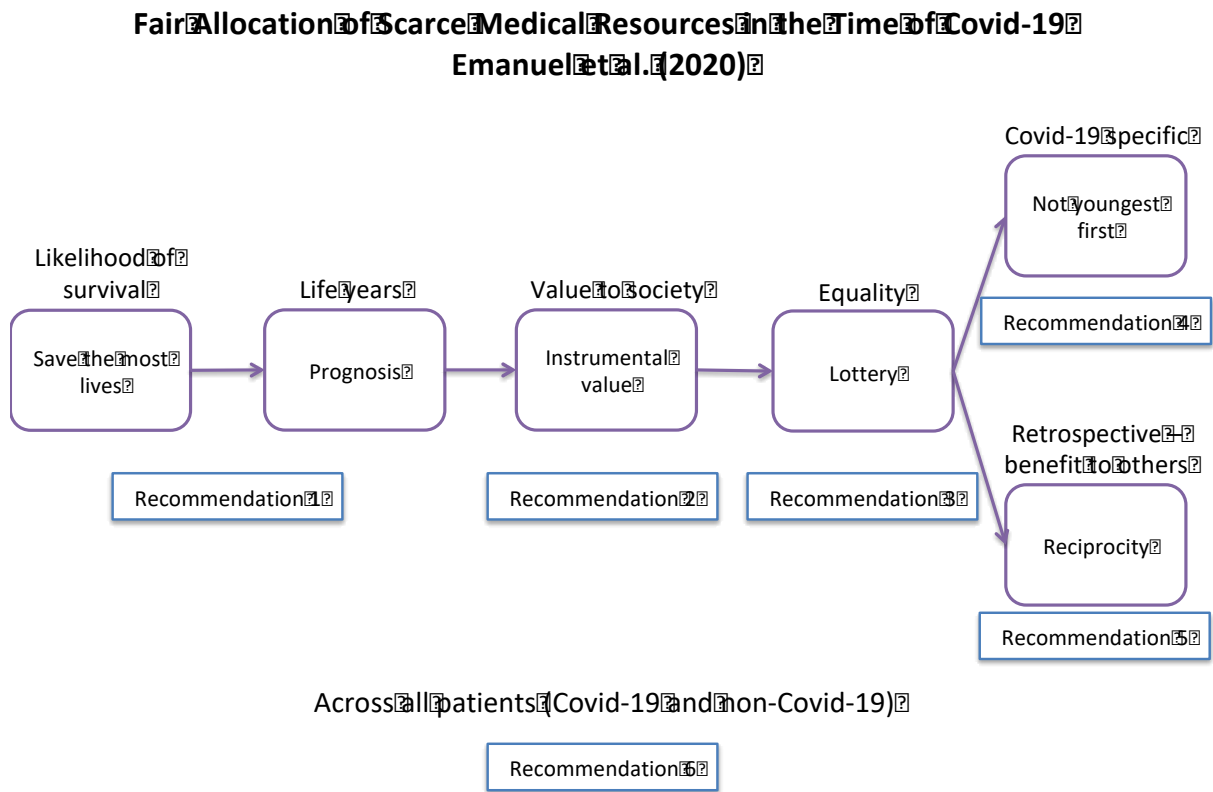 Fair Allocation of Scarce Medical Resources in the Time of Covid-19
Emanuel et al. (2020)
Covid-19 specific
Not youngest
first
Recommendation 4
Likelihood of
survival
Save the most
lives
Life years
Prognosis
Value to society
Instrumental
value
Equality
Lottery
Recommendation 1
Recommendation 2
Recommendation 3
Retrospective –
benefit to others
Reciprocity
Recommendation 5
Across all patients (Covid-19 and non-Covid-19)
Recommendation 6